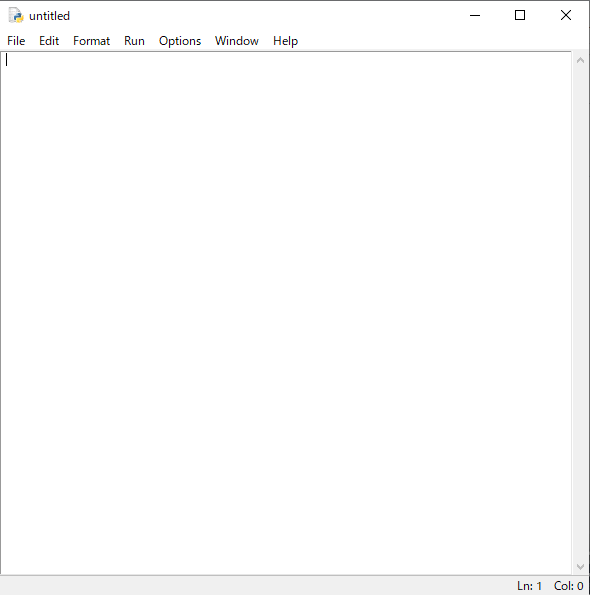 untitled
File Edit Format Run Options Window Help
Ln: 1 Col: 0